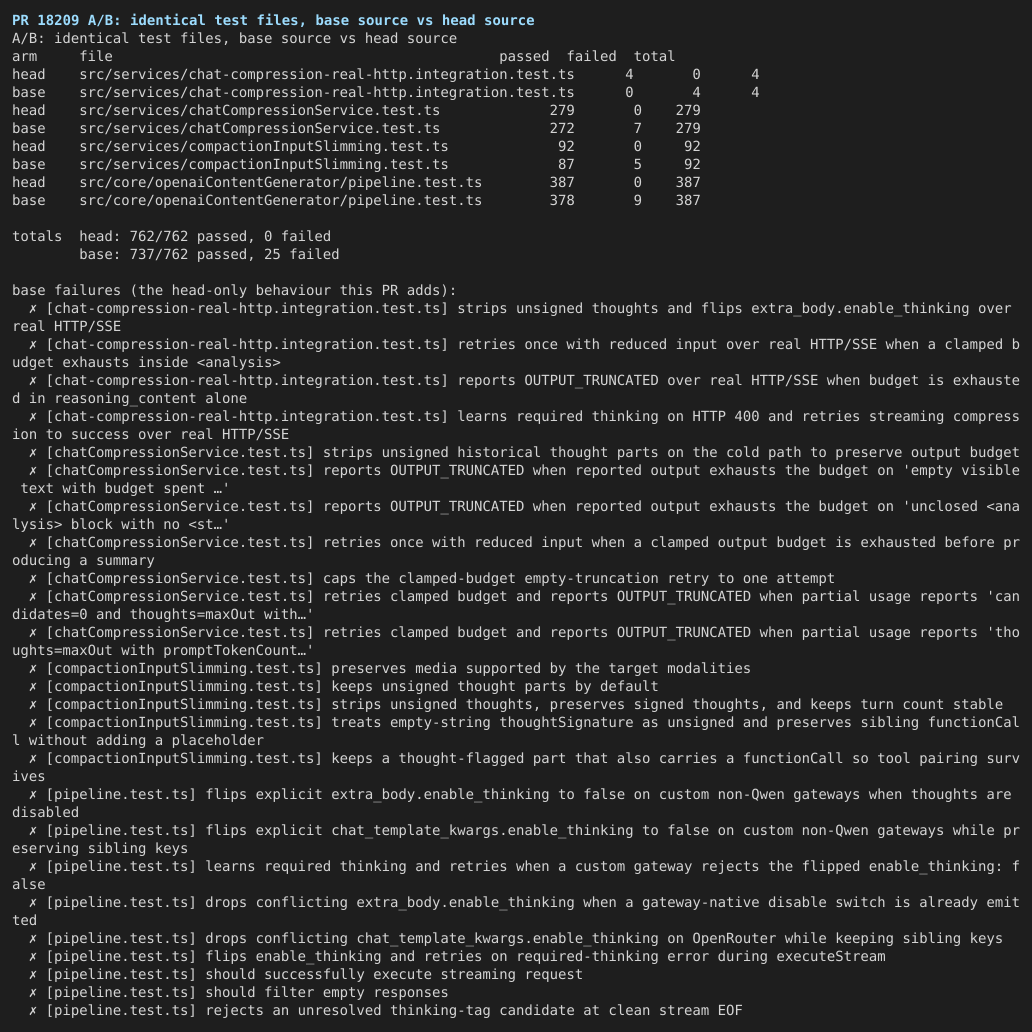 PR 18209 A/B: identical test files, base source vs head source
A/B: identical test files, base source vs head source
arm     file                                              passed  failed  total
head    src/services/chat-compression-real-http.integration.test.ts      4       0      4
base    src/services/chat-compression-real-http.integration.test.ts      0       4      4
head    src/services/chatCompressionService.test.ts             279       0    279
base    src/services/chatCompressionService.test.ts             272       7    279
head    src/services/compactionInputSlimming.test.ts             92       0     92
base    src/services/compactionInputSlimming.test.ts             87       5     92
head    src/core/openaiContentGenerator/pipeline.test.ts        387       0    387
base    src/core/openaiContentGenerator/pipeline.test.ts        378       9    387
totals  head: 762/762 passed, 0 failed
        base: 737/762 passed, 25 failed
base failures (the head-only behaviour this PR adds):
  ✗ [chat-compression-real-http.integration.test.ts] strips unsigned thoughts and flips extra_body.enable_thinking over
real HTTP/SSE
  ✗ [chat-compression-real-http.integration.test.ts] retries once with reduced input over real HTTP/SSE when a clamped b
udget exhausts inside <analysis>
  ✗ [chat-compression-real-http.integration.test.ts] reports OUTPUT_TRUNCATED over real HTTP/SSE when budget is exhauste
d in reasoning_content alone
  ✗ [chat-compression-real-http.integration.test.ts] learns required thinking on HTTP 400 and retries streaming compress
ion to success over real HTTP/SSE
  ✗ [chatCompressionService.test.ts] strips unsigned historical thought parts on the cold path to preserve output budget
  ✗ [chatCompressionService.test.ts] reports OUTPUT_TRUNCATED when reported output exhausts the budget on 'empty visible
 text with budget spent …'
  ✗ [chatCompressionService.test.ts] reports OUTPUT_TRUNCATED when reported output exhausts the budget on 'unclosed <ana
lysis> block with no <st…'
  ✗ [chatCompressionService.test.ts] retries once with reduced input when a clamped output budget is exhausted before pr
oducing a summary
  ✗ [chatCompressionService.test.ts] caps the clamped-budget empty-truncation retry to one attempt
  ✗ [chatCompressionService.test.ts] retries clamped budget and reports OUTPUT_TRUNCATED when partial usage reports 'can
didates=0 and thoughts=maxOut with…'
  ✗ [chatCompressionService.test.ts] retries clamped budget and reports OUTPUT_TRUNCATED when partial usage reports 'tho
ughts=maxOut with promptTokenCount…'
  ✗ [compactionInputSlimming.test.ts] preserves media supported by the target modalities
  ✗ [compactionInputSlimming.test.ts] keeps unsigned thought parts by default
  ✗ [compactionInputSlimming.test.ts] strips unsigned thoughts, preserves signed thoughts, and keeps turn count stable
  ✗ [compactionInputSlimming.test.ts] treats empty-string thoughtSignature as unsigned and preserves sibling functionCal
l without adding a placeholder
  ✗ [compactionInputSlimming.test.ts] keeps a thought-flagged part that also carries a functionCall so tool pairing surv
ives
  ✗ [pipeline.test.ts] flips explicit extra_body.enable_thinking to false on custom non-Qwen gateways when thoughts are
disabled
  ✗ [pipeline.test.ts] flips explicit chat_template_kwargs.enable_thinking to false on custom non-Qwen gateways while pr
eserving sibling keys
  ✗ [pipeline.test.ts] learns required thinking and retries when a custom gateway rejects the flipped enable_thinking: f
alse
  ✗ [pipeline.test.ts] drops conflicting extra_body.enable_thinking when a gateway-native disable switch is already emit
ted
  ✗ [pipeline.test.ts] drops conflicting chat_template_kwargs.enable_thinking on OpenRouter while keeping sibling keys
  ✗ [pipeline.test.ts] flips enable_thinking and retries on required-thinking error during executeStream
  ✗ [pipeline.test.ts] should successfully execute streaming request
  ✗ [pipeline.test.ts] should filter empty responses
  ✗ [pipeline.test.ts] rejects an unresolved thinking-tag candidate at clean stream EOF